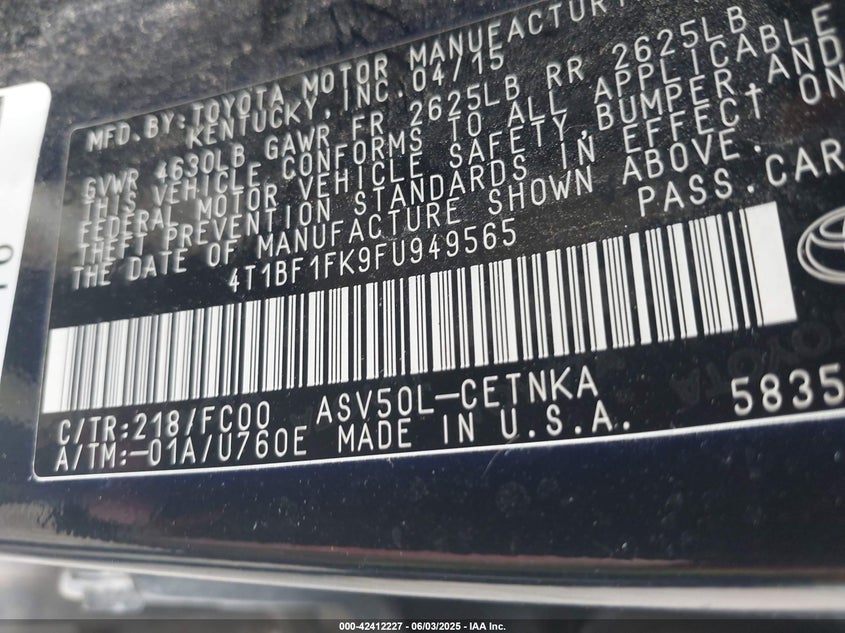 MFD. BY: TOYOTA MOTOR MANUFACTUR
KENTUCKY, INC. 04/15
GVWR 4630LB GAWR FR 2625LB RR 2625LB
THIS VEHICLE CONFORMS TO ALL APPLICABLE
FEDERAL MOTOR VEHICLE SAFETY,BUMPER,AND
THEFT PREVENTION STANDARDS IN EFFECT ON
THE DATE OF MANUFACTURE SHOWN ABOVE.
4T1BF1FK9FU949565 PASS.CAR
C/TR:218/FC00 ASV50L-CETNKA 5835
A/TM:-01A/U760E MADE IN U.S.A.
TOYOTA
000-42412227 | 06/03/2025 - IAA Inc.